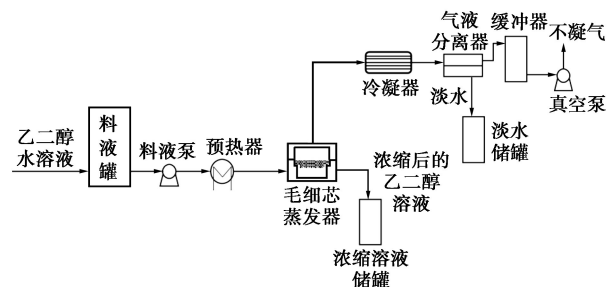 乙二醇
水溶液
料
液
罐
料液泵
预热器
毛细芯
蒸发器
冷凝器
气液
分离器
缓冲器
不凝气
真空泵
淡水
淡水
储罐
浓缩后的
乙二醇
溶液
浓缩溶液
储罐